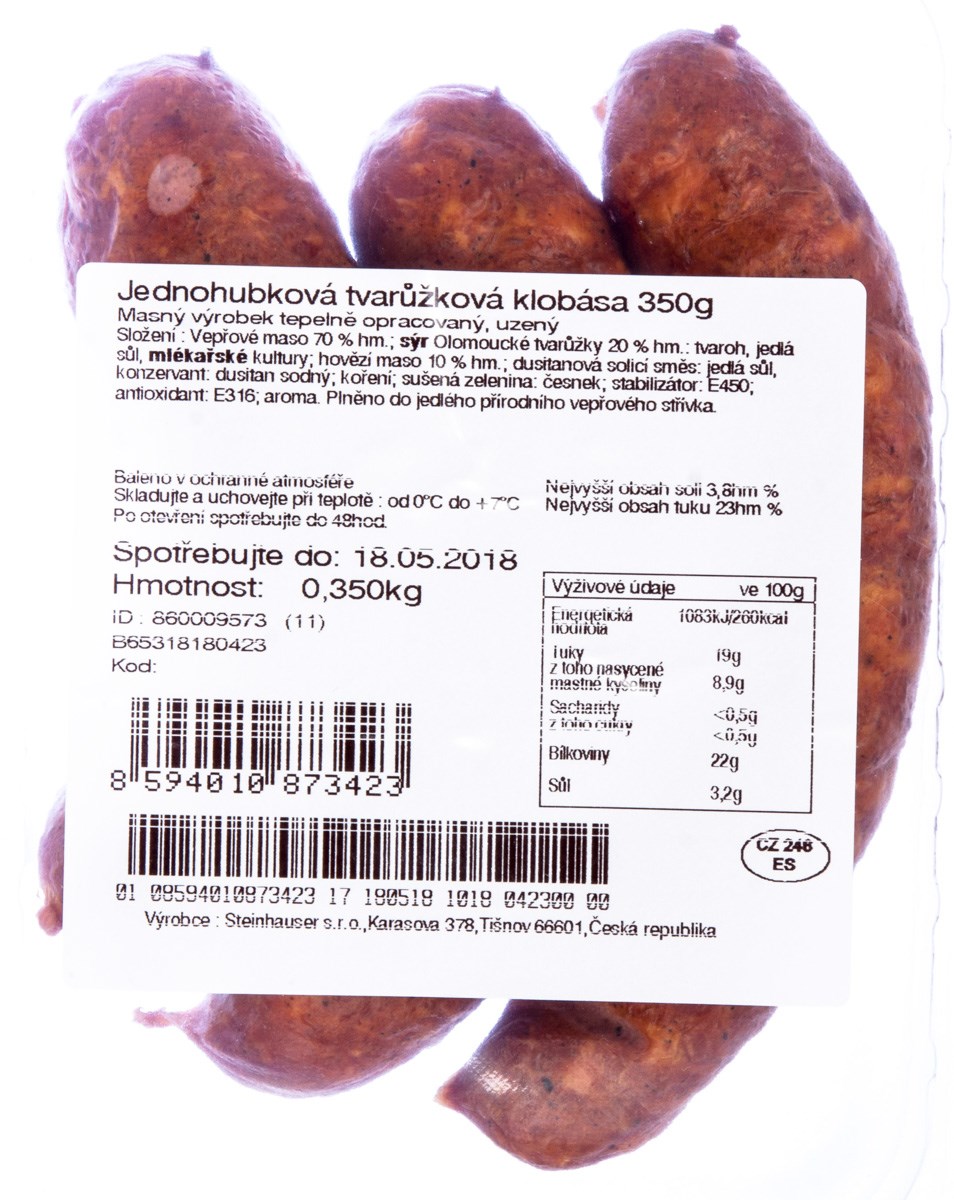 Jednohubková tvarůžková klobása 350g
Masný výrobek tepelně opracovaný, uzený
Složení : Vepřové maso 70 % hm.; sýr Olomoucké tvarůžky 20 % hm.: tvaroh, jedlá
sůl, mlékařské kultury; hovězí maso 10 % hm.; dusitanová solicí směs: jedlá sůl,
konzervant: dusitan sodný; koření; sušená zelenina: česnek; stabilizátor: E450;
antioxidant: E316; aroma. Plněno do jedlého přírodního vepřového střívka.
Baleno v ochranné atmosféře
Skladujte a uchovejte při teplotě : od 0°C do +7°C
Po otevření spotřebujte do 48hod.
Nejvyšší obsah soli 3,8hm %
Nejvyšší obsah tuku 23hm %
Spotřebujte do: 18.05.2018
Hmotnost: 0,350kg
ID : 860009573 (11)
B65318180423
Kod:
8 594010 873423
01 08594010873423 17 180518 1018 042300 00
Výrobce : Steinhauser s.r.o.,Karasova 378,Tišnov 66601,Česká republika
Výživové údaje ve 100g
Energetická 1083kJ/260kcal
hodnota
Tuky 19g
z toho nasycené
mastné kyseliny 8,9g
Sacharidy <0,5g
z toho cukry <0,5g
Bílkoviny 22g
Sůl 3,2g
CZ 246
ES